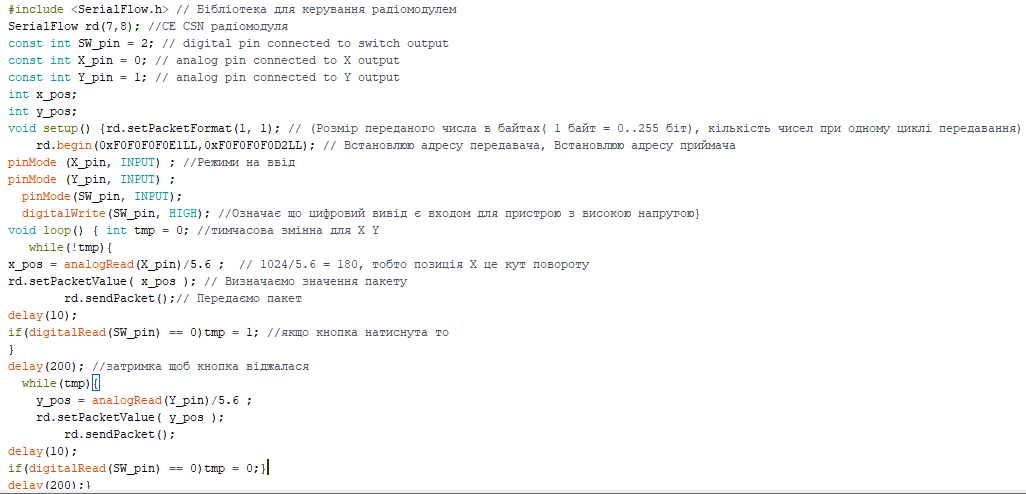 #include <SerialFlow.h> // Бібліотека для керування радіомодулем
SerialFlow rd(7,8); //CE CSN радіомодуля
const int SW_pin = 2; // digital pin connected to switch output
const int X_pin = 0; // analog pin connected to X output
const int Y_pin = 1; // analog pin connected to Y output
int x_pos;
int y_pos;
void setup() {rd.setPacketFormat(1, 1); // (Розмір переданого числа в байтах( 1 байт = 0..255 біт), кількість чисел при одному циклі передавання)
rd.begin(0xF0F0F0F0E1LL,0xF0F0F0F0D2LL); // Встановлюю адресу передавача, Встановлюю адресу приймача
pinMode (X_pin, INPUT) ; //Режими на ввід
pinMode (Y_pin, INPUT) ;
pinMode(SW_pin, INPUT);
digitalWrite(SW_pin, HIGH); //Означає що цифровий вивід є входом для пристрою з високою напругою}
void loop() { int tmp = 0; //тимчасова змінна для X Y
while(!tmp){
x_pos = analogRead(X_pin)/5.6 ;  // 1024/5.6 = 180, тобто позиція X це кут повороту
rd.setPacketValue( x_pos ); // Визначаємо значення пакету
rd.sendPacket();// Передаємо пакет
delay(10);
if(digitalRead(SW_pin) == 0)tmp = 1; //якщо кнопка натиснута то
}
delay(200); //затримка щоб кнопка віджалася
while(tmp){
y_pos = analogRead(Y_pin)/5.6 ;
rd.setPacketValue( y_pos );
rd.sendPacket();
delay(10);
if(digitalRead(SW_pin) == 0)tmp = 0;}
delay(200);}